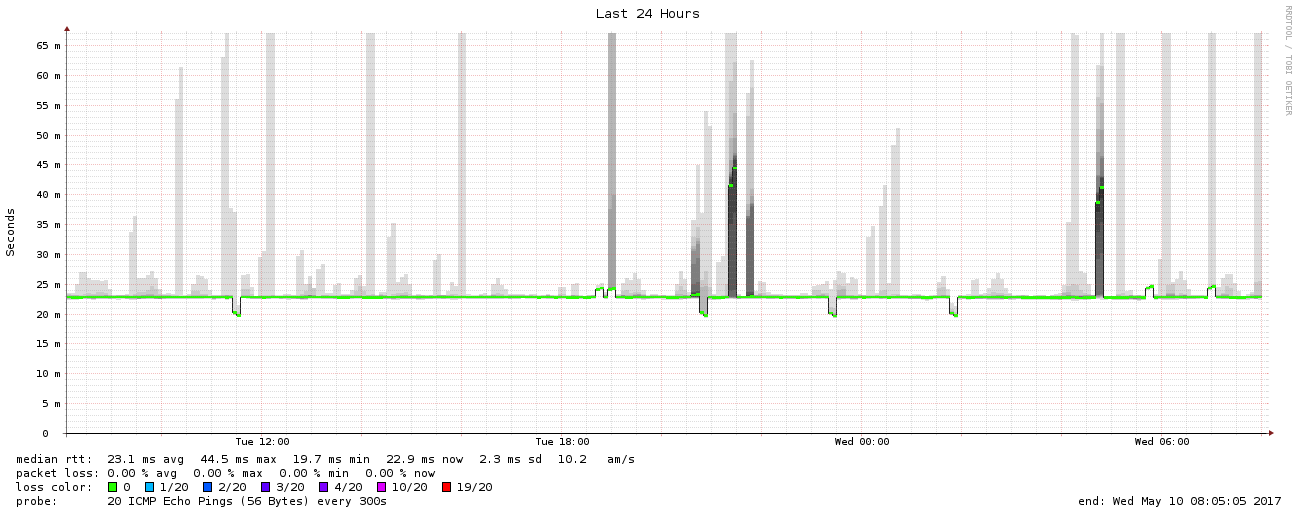 Last 24 Hours
RRDTOOL / TOBI OETIKER
Seconds
65 m
60 m
55 m
50 m
45 m
40 m
35 m
30 m
25 m
20 m
15 m
10 m
5 m
0
Tue 12:00 Tue 18:00 Wed 00:00 Wed 06:00
median rtt: 23.1 ms avg 44.5 ms max 19.7 ms min 22.9 ms now 2.3 ms sd 10.2 am/s
packet loss: 0.00 % avg 0.00 % max 0.00 % min 0.00 % now
loss color: 0 1/20 2/20 3/20 4/20 10/20 19/20
probe: 20 ICMP Echo Pings (56 Bytes) every 300s end: Wed May 10 08:05:05 2017